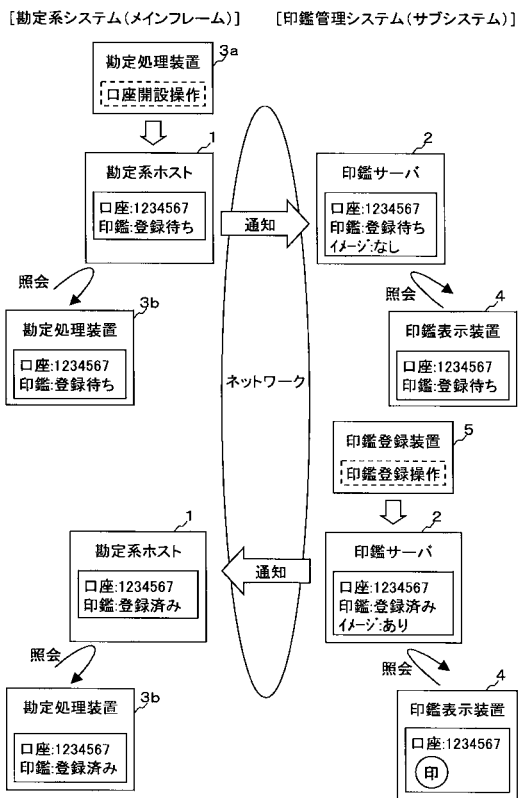 [勘定系システム(メインフレーム)]
[印鑑管理システム(サブシステム)]
3a
勘定処理装置
口座開設操作
1
勘定系ホスト
口座:1234567
印鑑:登録待ち
通知
2
印鑑サーバ
口座:1234567
印鑑:登録待ち
イメージ:なし
照会
3b
勘定処理装置
口座:1234567
印鑑:登録待ち
照会
4
印鑑表示装置
口座:1234567
印鑑:登録待ち
ネットワーク
5
印鑑登録装置
印鑑登録操作
1
勘定系ホスト
口座:1234567
印鑑:登録済み
通知
2
印鑑サーバ
口座:1234567
印鑑:登録済み
イメージ:あり
照会
3b
勘定処理装置
口座:1234567
印鑑:登録済み
照会
4
印鑑表示装置
口座:1234567
印